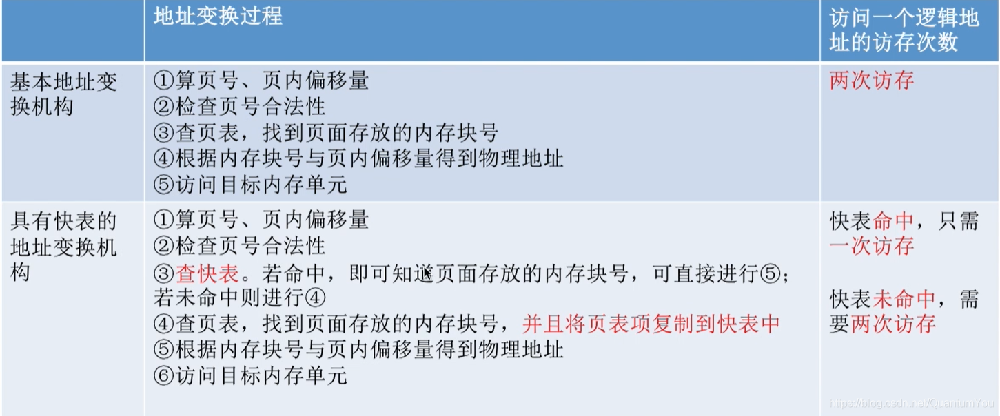 地址变换过程
访问一个逻辑地
址的访存次数
基本地址变
换机构
①算页号、页内偏移量
②检查页号合法性
③查页表，找到页面存放的内存块号
④根据内存块号与页内偏移量得到物理地址
⑤访问目标内存单元
两次访存
具有快表的
地址变换机
构
①算页号、页内偏移量
②检查页号合法性
③查快表。若命中，即可知道页面存放的内存块号，可直接进行⑤；
若未命中则进行④
④查页表，找到页面存放的内存块号，并且将页表项复制到快表中
⑤根据内存块号与页内偏移量得到物理地址
⑥访问目标内存单元
快表命中，只需
一次访存
快表未命中，需
要两次访存
https://blog.csdn.net/QuantumYou